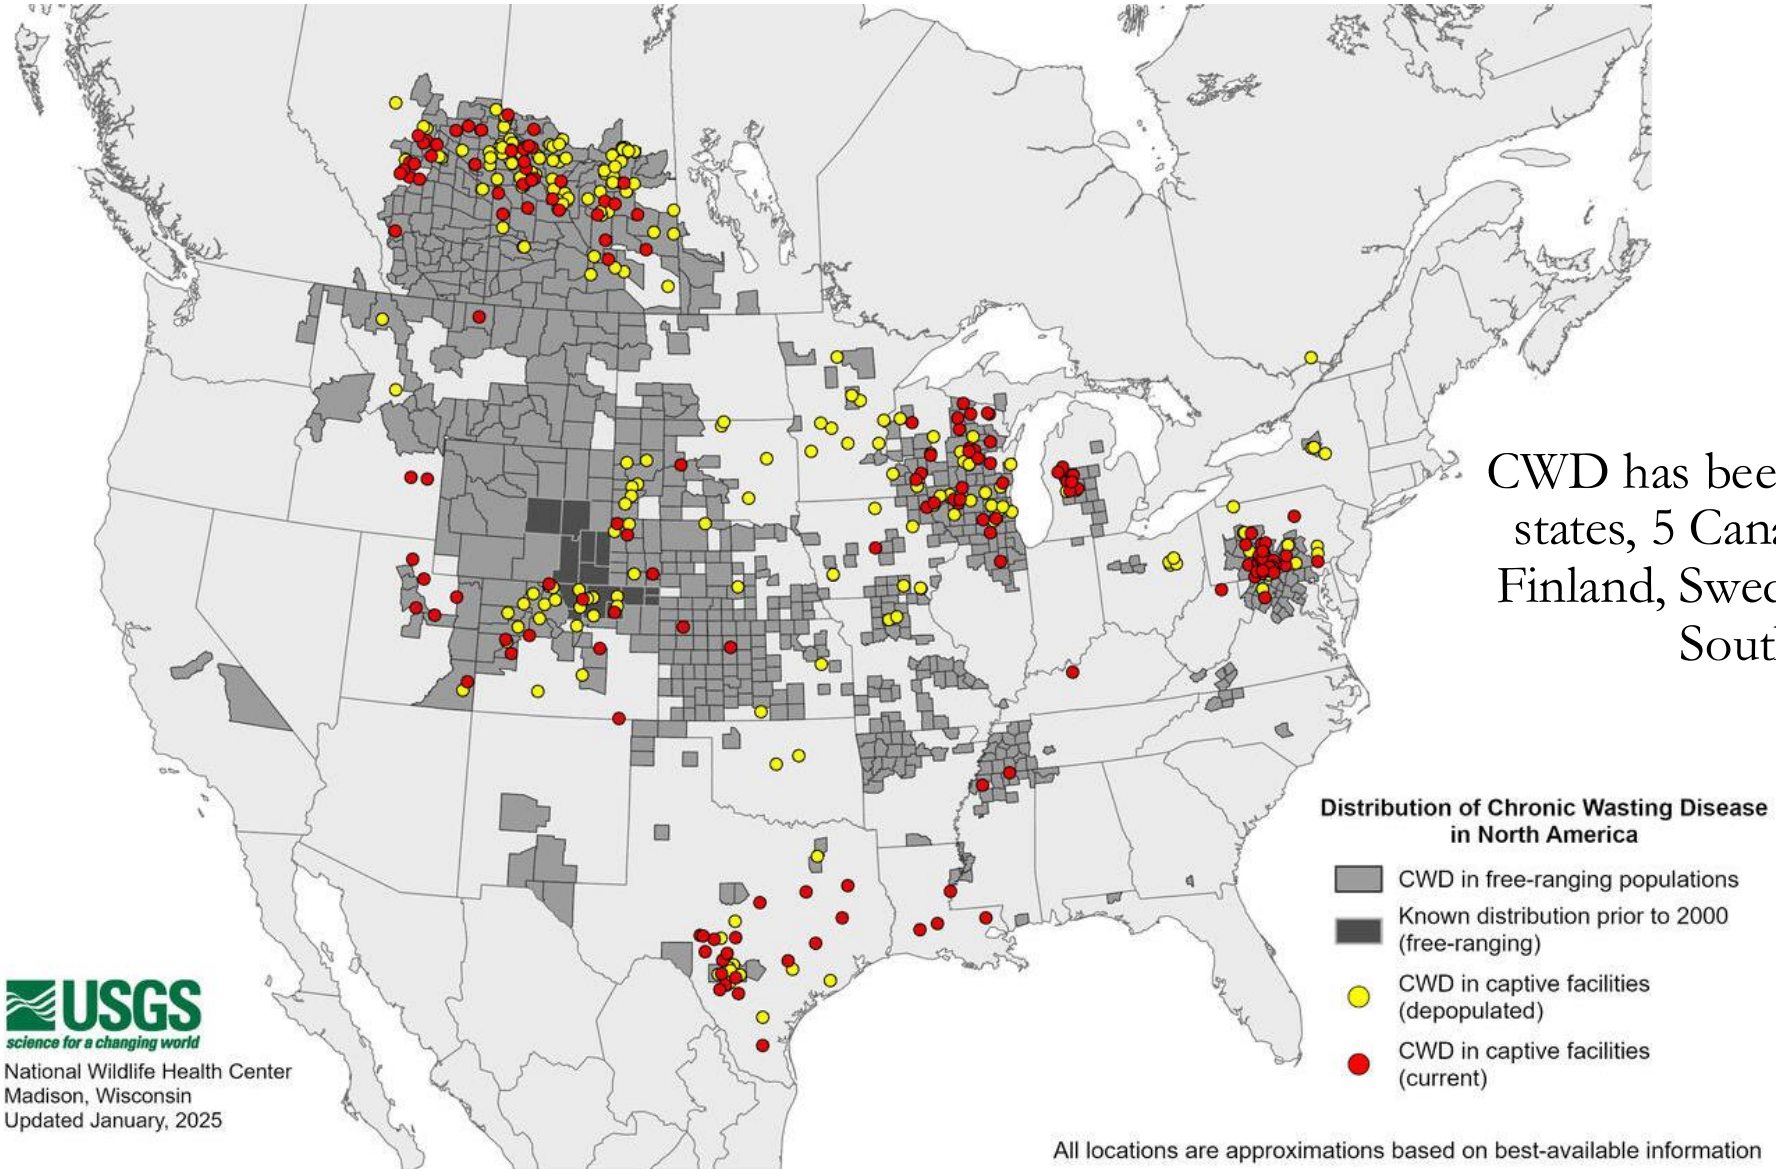 CWD has bee
states, 5 Cana
Finland, Swed
Sout
Distribution of Chronic Wasting Disease
in North America
CWD in free-ranging populations
Known distribution prior to 2000
(free-ranging)
CWD in captive facilities
(depopulated)
CWD in captive facilities
(current)
USGS
science for a changing world
National Wildlife Health Center
Madison, Wisconsin
Updated January, 2025
All locations are approximations based on best-available information